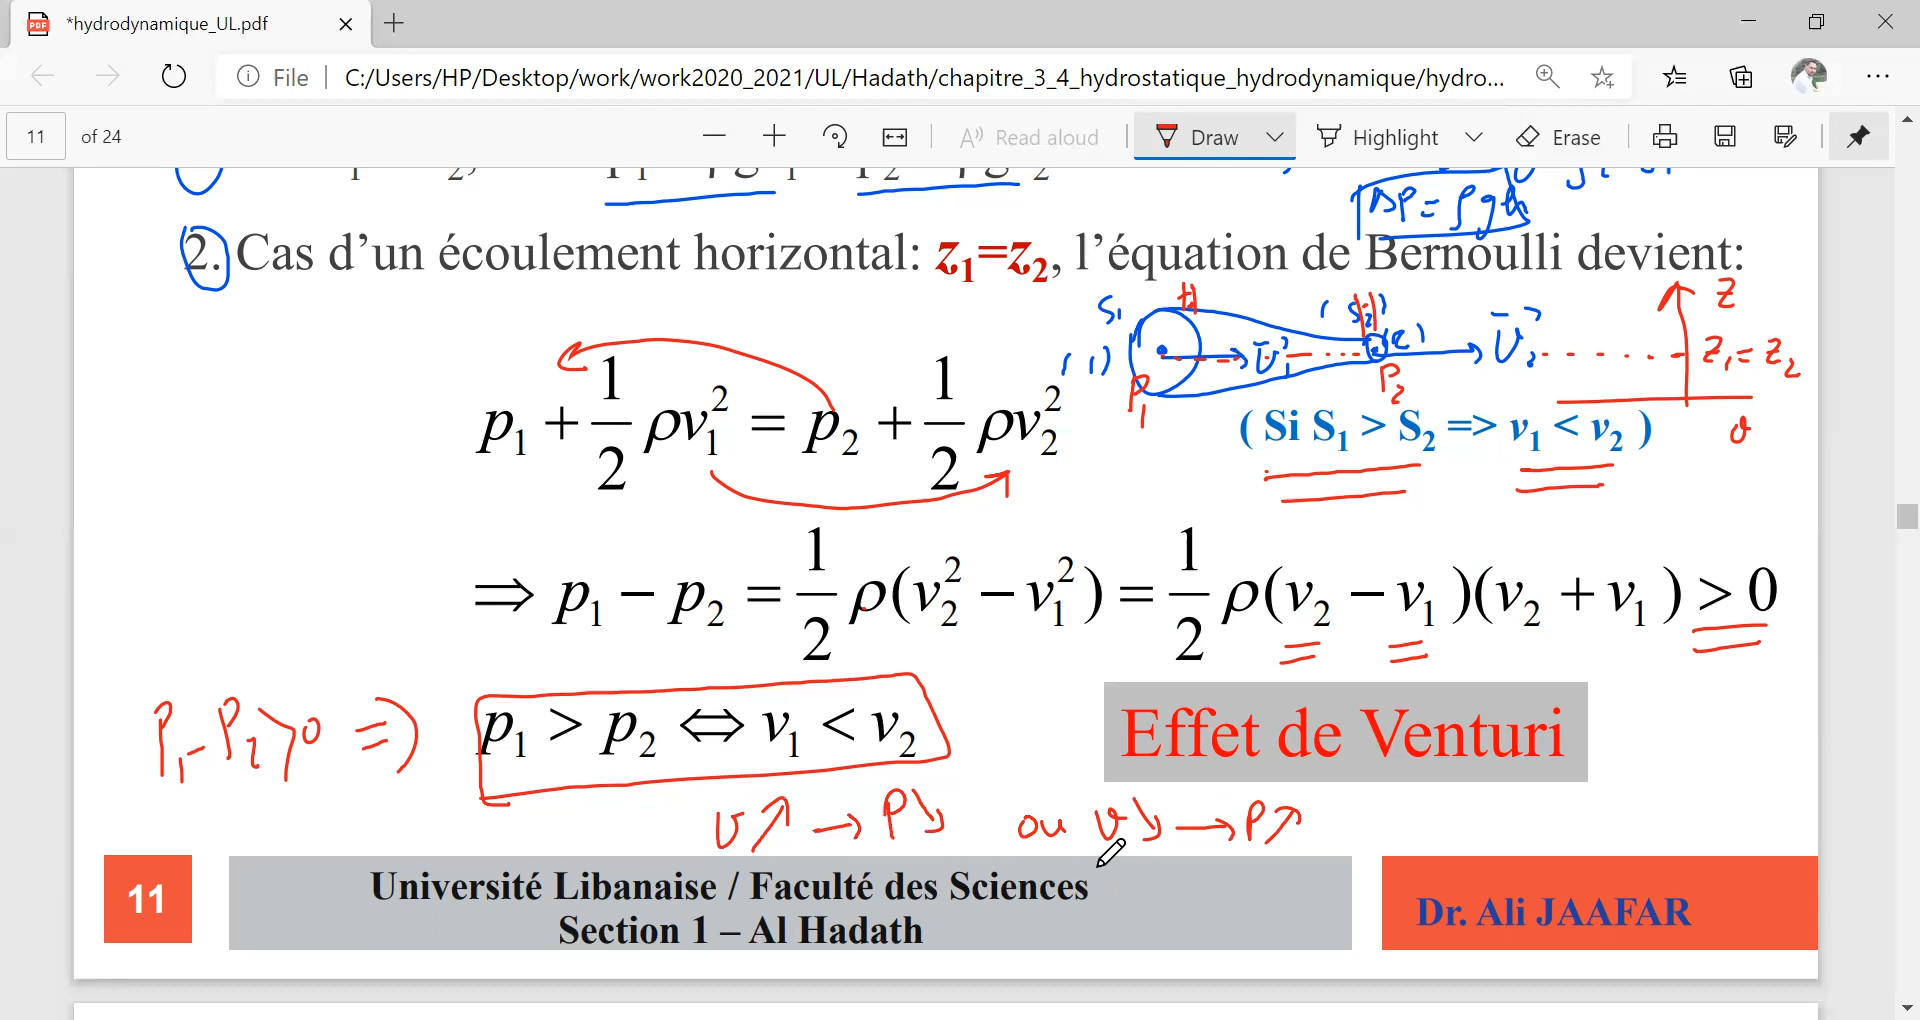 *hydrodynamique_UL.pdf
File | C:/Users/HP/Desktop/work/work2020_2021/UL/Hadath/chapitre_3_4_hydrostatique_hydrodynamique/hydro...
11 of 24
Read aloud
Draw
Highlight
Erase
ΔP = ρgh
2. Cas d’un écoulement horizontal: z₁=z₂, l’équation de Bernoulli devient:
S₁ (S₂) Z
(1) V₁ (2) V₂ Z₁ = Z₂
P₁ P₂
p₁ + 1/2 ρv₁² = p₂ + 1/2 ρv₂²
( Si S₁ > S₂ => v₁ < v₂ ) 0
⇒ p₁ − p₂ = 1/2 ρ(v₂² − v₁²) = 1/2 ρ(v₂ − v₁)(v₂ + v₁) > 0
P₁ - P₂ > 0 => p₁ > p₂ ⇔ v₁ < v₂
Effet de Venturi
v ↗ → P ↘ ou v ↘ → P ↗
11
Université Libanaise / Faculté des Sciences
Section 1 – Al Hadath
Dr. Ali JAAFAR